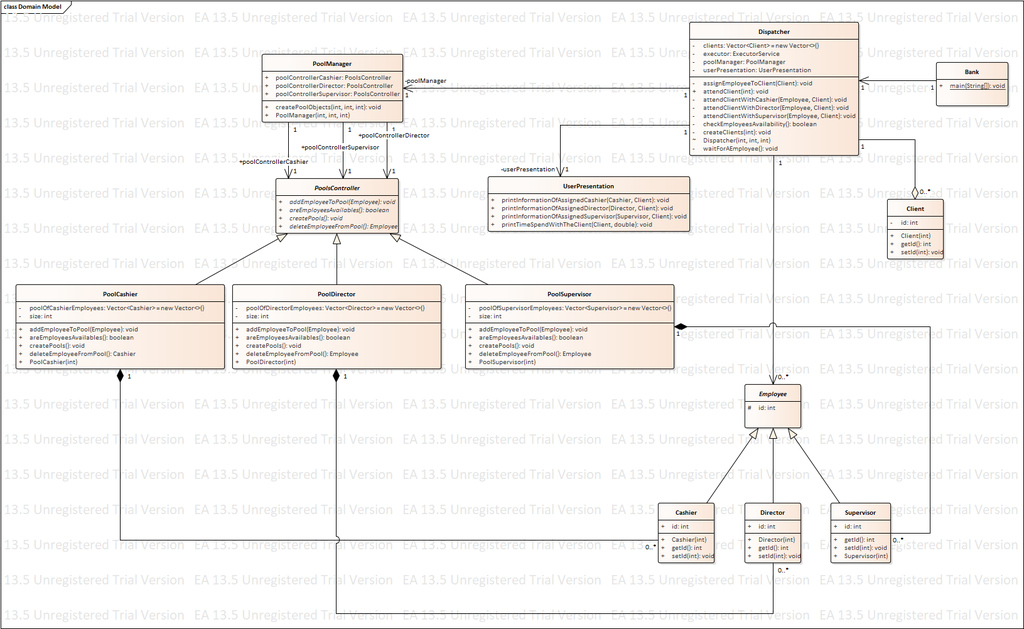 class Domain Model
EA 13.5 Unregistered Trial Version
Dispatcher
- clients: Vector<Client> = new Vector<>()
- executor: ExecutorService
- poolManager: PoolManager
- userPresentation: UserPresentation
+ assignEmployeeToClient(Client): void
+ attendClient(int): void
- attendClientWithCashier(Employee, Client): void
- attendClientWithDirector(Employee, Client): void
- attendClientWithSupervisor(Employee, Client): void
- checkEmployeesAvailability(): boolean
- createClients(int): void
+ Dispatcher(int, int, int)
- waitForAEmployee(): void
PoolManager
+ poolControllerCashier: PoolsController
+ poolControllerDirector: PoolsController
+ poolControllerSupervisor: PoolsController
+ createPoolObjects(int, int, int): void
+ PoolManager(int, int, int)
Bank
+ main(String[]): void
-poolManager
1
1
1
1
1
1
1
+poolControllerDirector
+poolControllerSupervisor
+poolControllerCashier
1
1
1
1
1
-userPresentation
1
1
0..*
PoolsController
+ addEmployeeToPool(Employee): void
+ areEmployeesAvailables(): boolean
+ createPools(): void
+ deleteEmployeeFromPool(): Employee
UserPresentation
+ printInformationOfAssignedCashier(Cashier, Client): void
+ printInformationOfAssignedDirector(Director, Client): void
+ printInformationOfAssignedSupervisor(Supervisor, Client): void
+ printTimeSpendWithTheClient(Client, double): void
Client
- id: int
+ Client(int)
+ getId(): int
+ setId(int): void
PoolCashier
- poolOfCashierEmployees: Vector<Cashier> = new Vector<>()
- size: int
+ addEmployeeToPool(Employee): void
+ areEmployeesAvailables(): boolean
+ createPools(): void
+ deleteEmployeeFromPool(): Cashier
+ PoolCashier(int)
PoolDirector
- poolOfDirectorEmployees: Vector<Director> = new Vector<>()
- size: int
+ addEmployeeToPool(Employee): void
+ areEmployeesAvailables(): boolean
+ createPools(): void
+ deleteEmployeeFromPool(): Employee
+ PoolDirector(int)
PoolSupervisor
- poolOfSupervisorEmployees: Vector<Supervisor> = new Vector<>()
- size: int
+ addEmployeeToPool(Employee): void
+ areEmployeesAvailables(): boolean
+ createPools(): void
+ deleteEmployeeFromPool(): Employee
+ PoolSupervisor(int)
1
1
1
0..*
Employee
# id: int
Cashier
+ id: int
+ Cashier(int)
+ getId(): int
+ setId(int): void
Director
+ id: int
+ Director(int)
+ getId(): int
+ setId(int): void
Supervisor
+ id: int
+ getId(): int
+ setId(int): void
+ Supervisor(int)
0..*
0..*
0..*